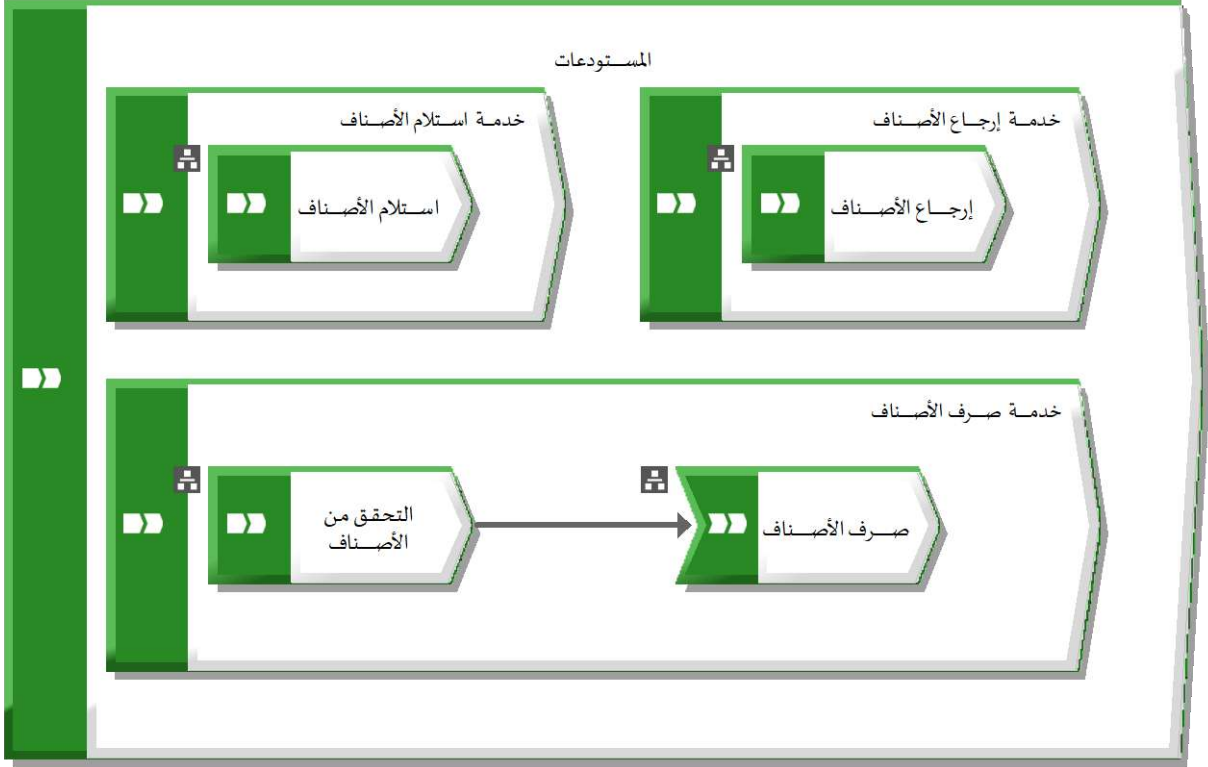 المستودعات
خدمة إرجاع الأصناف
إرجاع الأصناف
خدمة استلام الأصناف
استلام الأصناف
خدمة صرف الأصناف
التحقق من
الأصناف
صرف الأصناف